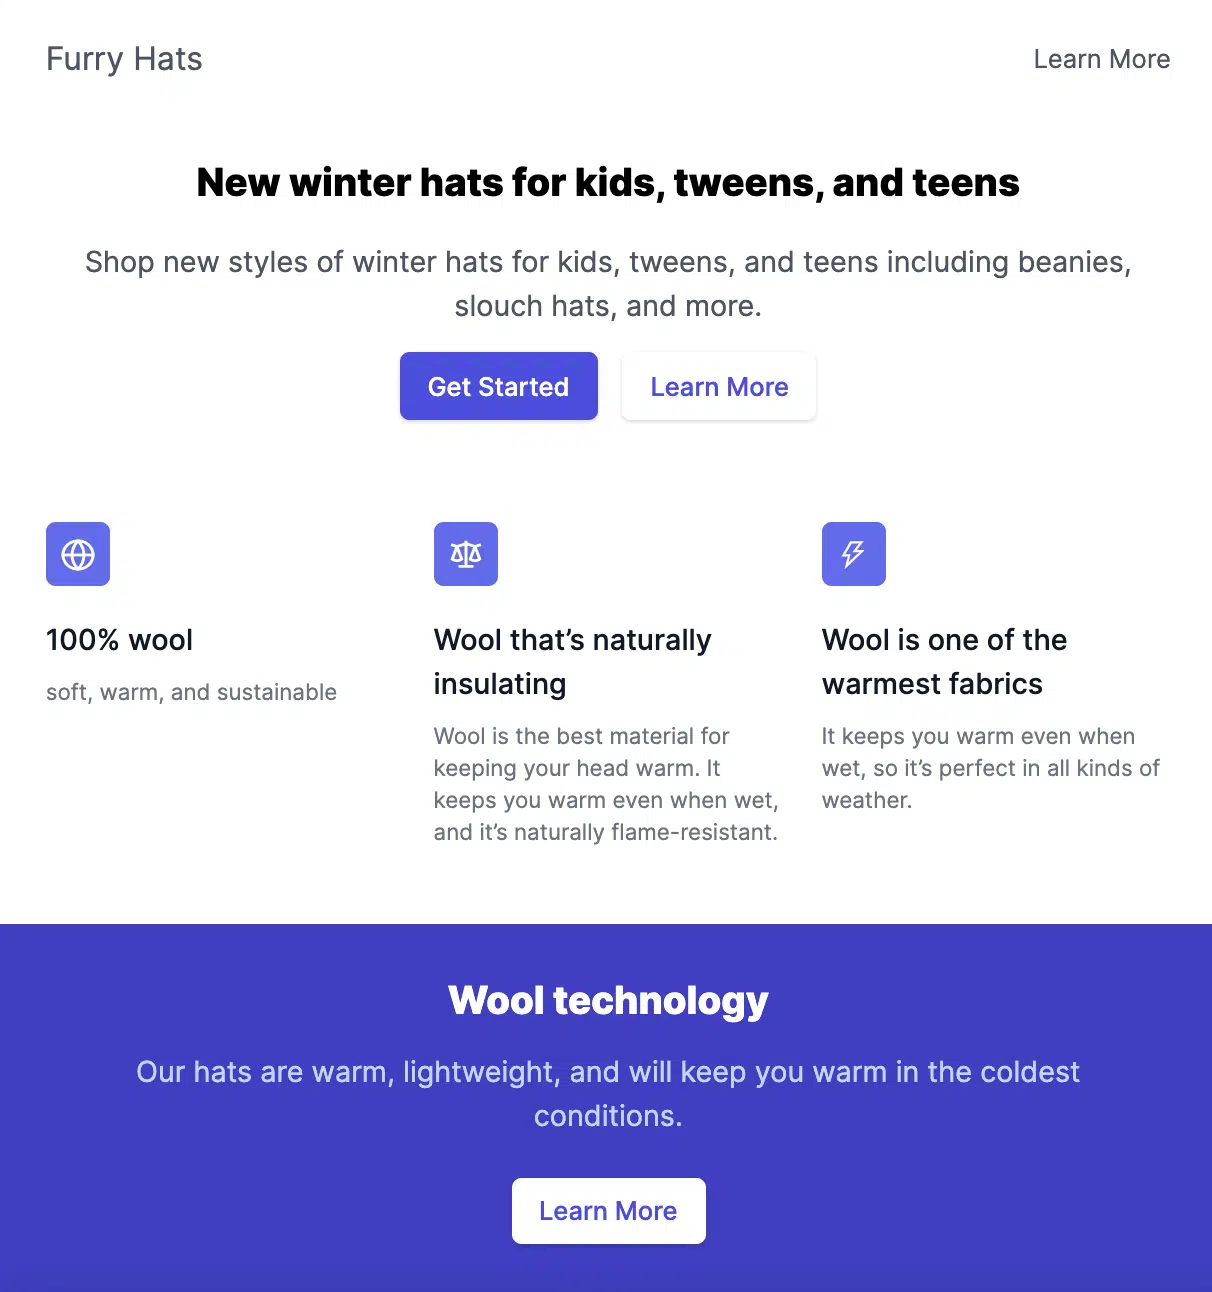 Furry Hats
Learn More
New winter hats for kids, tweens, and teens
Shop new styles of winter hats for kids, tweens, and teens including beanies,
slouch hats, and more.
Get Started
Learn More
100% wool
soft, warm, and sustainable
Wool that’s naturally
insulating
Wool is the best material for
keeping your head warm. It
keeps you warm even when wet,
and it’s naturally flame-resistant.
Wool is one of the
warmest fabrics
It keeps you warm even when
wet, so it’s perfect in all kinds of
weather.
Wool technology
Our hats are warm, lightweight, and will keep you warm in the coldest
conditions.
Learn More